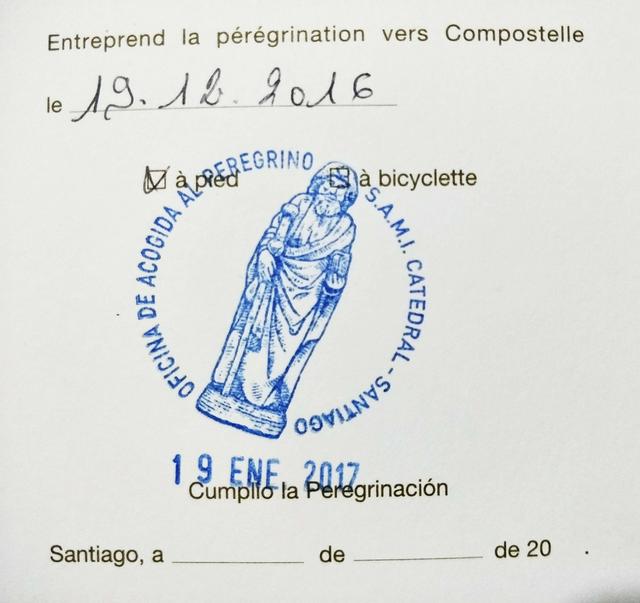 Entreprend la pérégrination vers Compostelle
le 19.12.2016
à pied à bicyclette
OFICINA DE ACOGIDA AL PEREGRINO
S.A.M.I. CATEDRAL - SANTIAGO
19 ENE. 2017
Cumplio la Peregrinación
Santiago, a de de 20 .